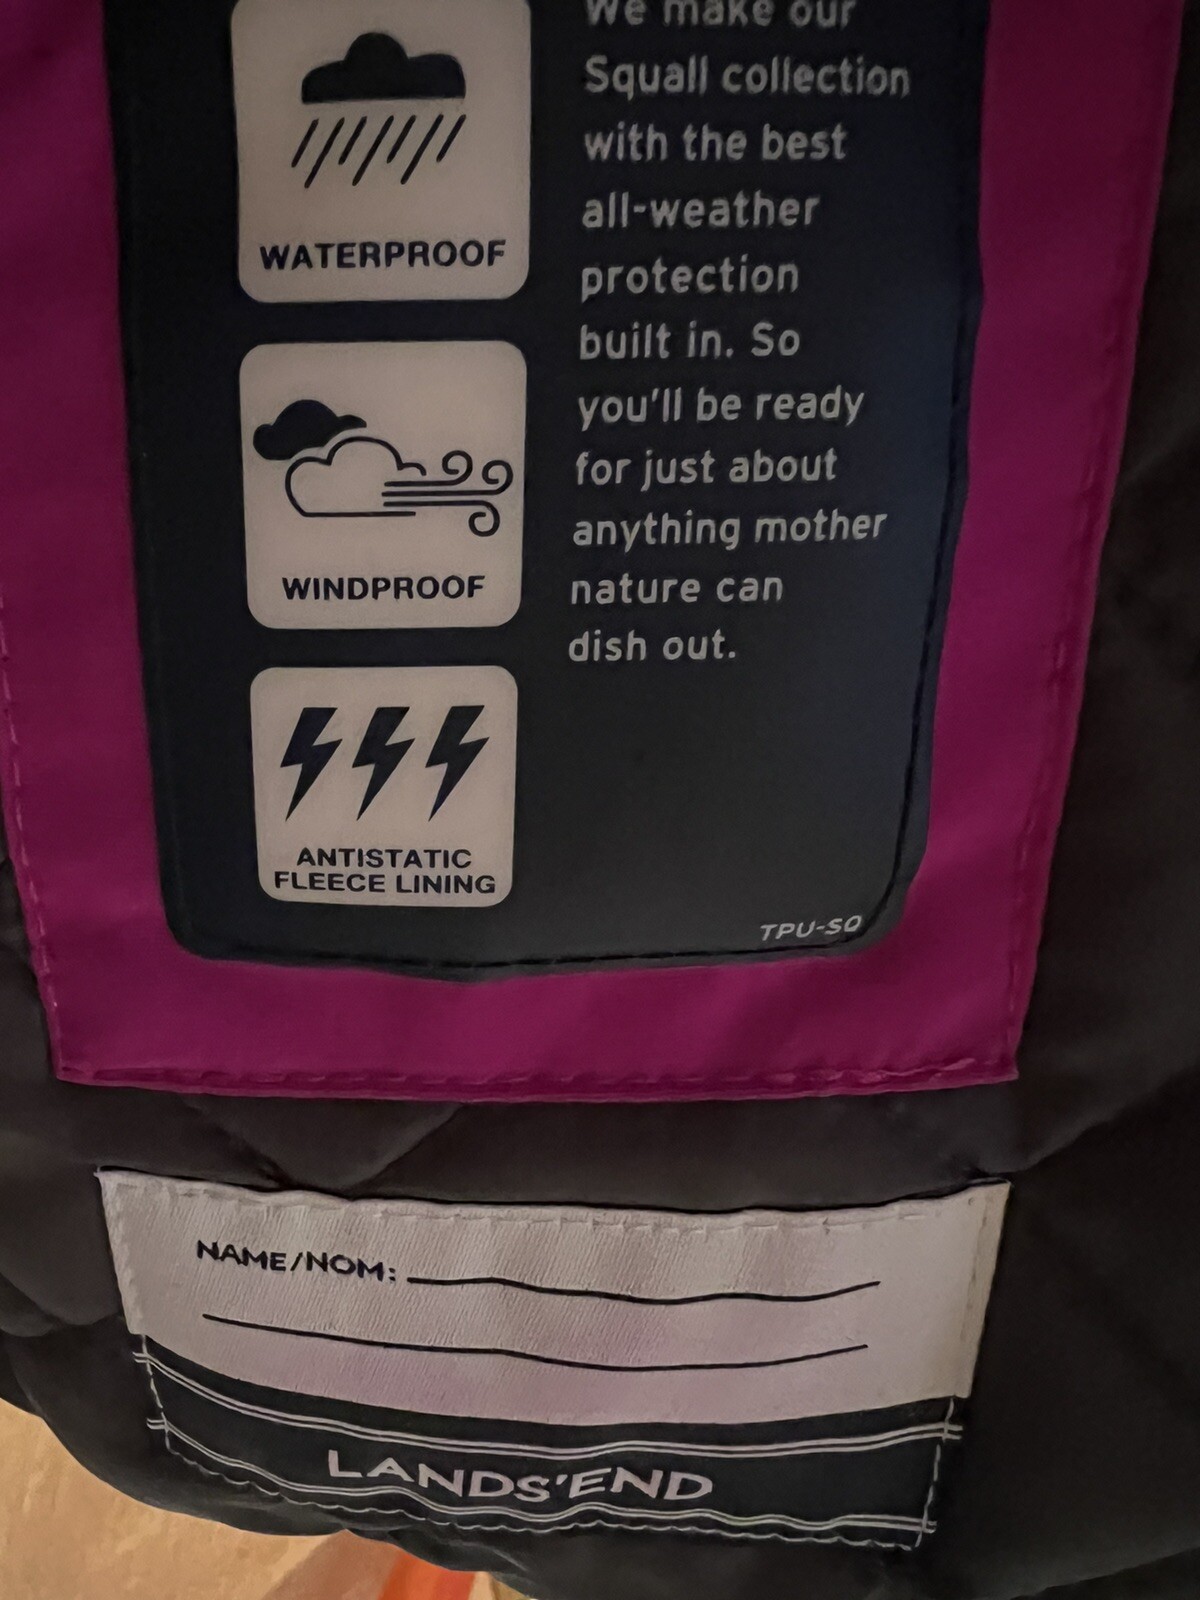 We make our
Squall collection
with the best
all-weather
protection
built in. So
you'll be ready
for just about
anything mother
nature can
dish out.
WATERPROOF
WINDPROOF
ANTISTATIC
FLEECE LINING
TPU-SQ
NAME/NOM:
LANDS'END